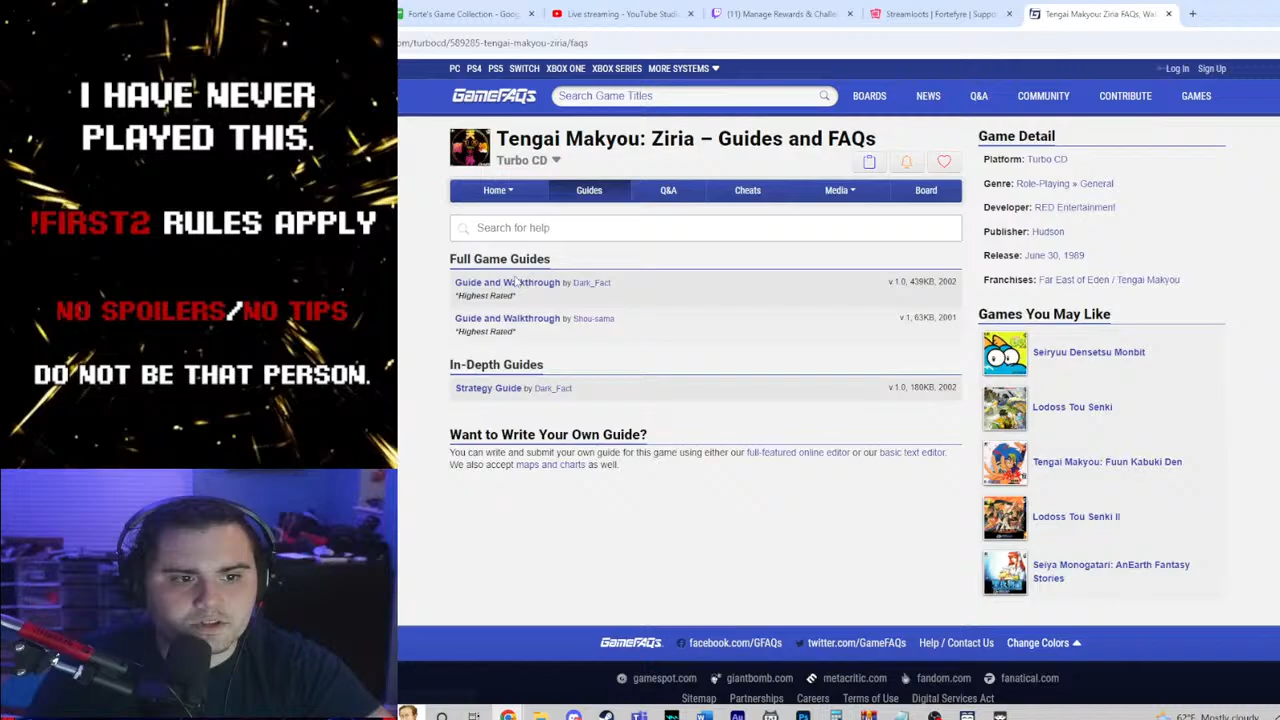 I HAVE NEVER
PLAYED THIS.
!FIRST2 RULES APPLY
NO SPOILERS/NO TIPS
DO NOT BE THAT PERSON.
Forte's Game Collection - Goo
Live streaming - YouTube Studi
(11) Manage Rewards & Challe
Streamloots | Fortefyre | Suppor
Tengai Makyou: Ziria FAQs, Wal
om/turbocd/589285-tengai-makyou-ziria/faqs
PC PS4 PS5 SWITCH XBOX ONE XBOX SERIES MORE SYSTEMS
Log In Sign Up
GameFAQs
Search Game Titles
BOARDS NEWS Q&A COMMUNITY CONTRIBUTE GAMES
Tengai Makyou: Ziria – Guides and FAQs
Turbo CD
Home Guides Q&A Cheats Media Board
Search for help
Full Game Guides
Guide and Walkthrough by Dark_Fact v.1.0, 439KB, 2002
*Highest Rated*
Guide and Walkthrough by Shou-sama v.1, 63KB, 2001
*Highest Rated*
In-Depth Guides
Strategy Guide by Dark_Fact v.1.0, 180KB, 2002
Want to Write Your Own Guide?
You can write and submit your own guide for this game using either our full-featured online editor or our basic text editor.
We also accept maps and charts as well.
Game Detail
Platform: Turbo CD
Genre: Role-Playing » General
Developer: RED Entertainment
Publisher: Hudson
Release: June 30, 1989
Franchises: Far East of Eden / Tengai Makyou
Games You May Like
Seiryuu Densetsu Monbit
Lodoss Tou Senki
Tengai Makyou: Fuun Kabuki Den
Lodoss Tou Senki II
Seiya Monogatari: AnEarth Fantasy
Stories
GameFAQs facebook.com/GFAQs twitter.com/GameFAQs Help / Contact Us Change Colors
gamespot.com giantbomb.com metacritic.com fandom.com fanatical.com
Sitemap Partnerships Careers Terms of Use Digital Services Act
62°F Mostly cloudy